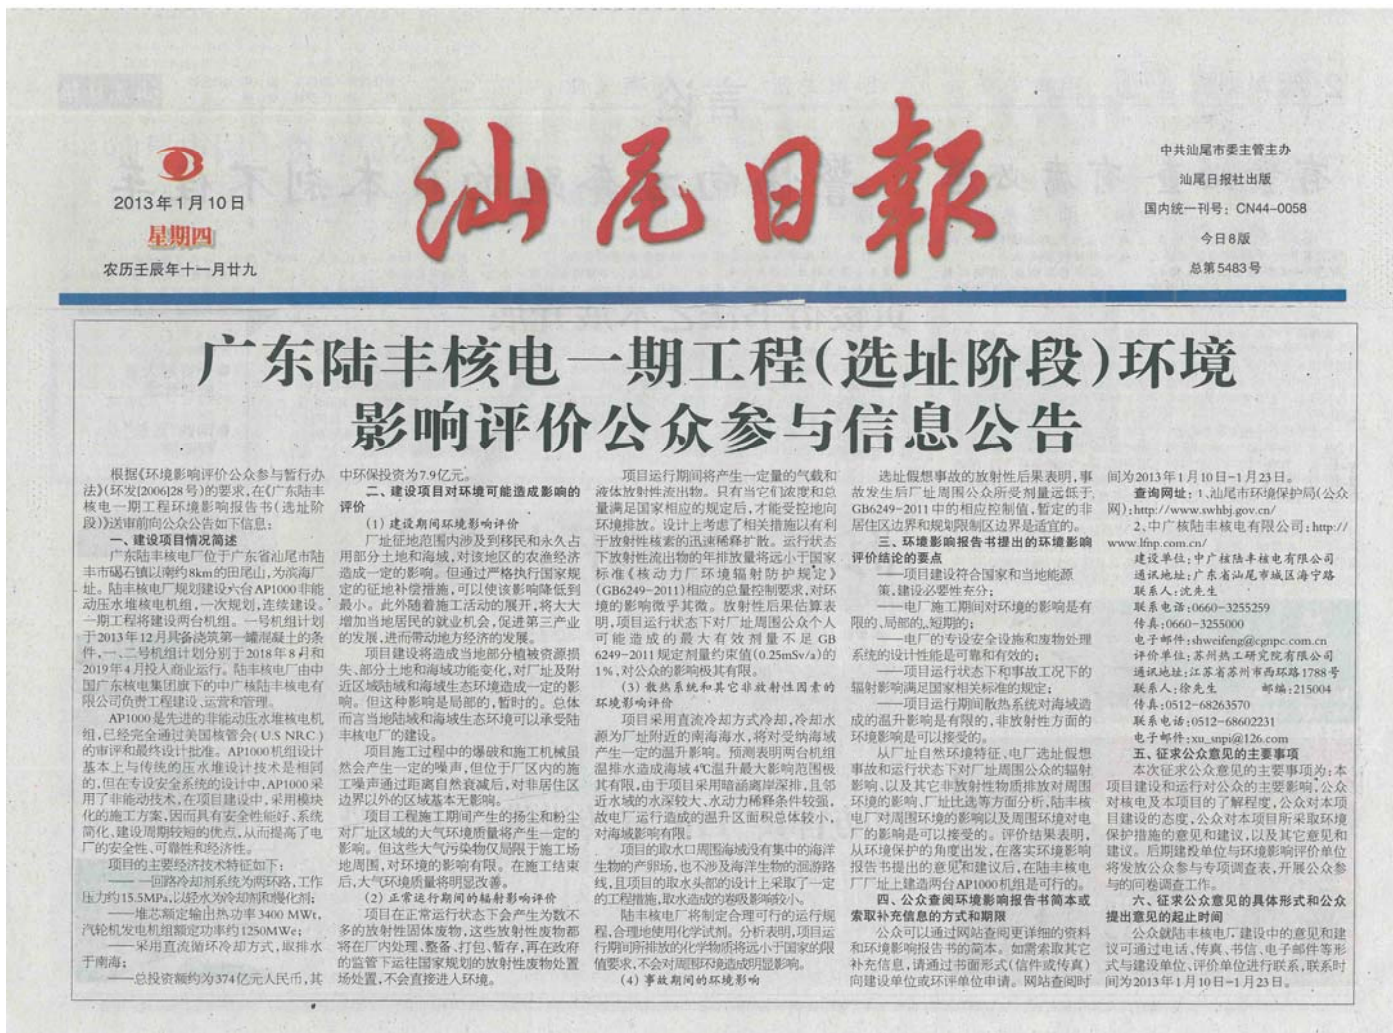 2013年1月10日
星期四
农历壬辰年十一月廿九
汕尾日報
中共汕尾市委主管主办
汕尾日报社出版
国内统一刊号：CN44-0058
今日8版
总第5483号
广东陆丰核电一期工程(选址阶段)环境
影响评价公众参与信息公告
根据《环境影响评价公众参与暂行办
法》(环发[2006]28号)的要求,在《广东陆丰
核电一期工程环境影响报告书(选址阶
段)》送审前向公众公告如下信息：
一、建设项目情况简述
广东陆丰核电厂位于广东省汕尾市陆
丰市碣石镇以南约8km的田尾山,为滨海厂
址。陆丰核电厂规划建设六台AP1000非能
动压水堆核电机组,一次规划,连续建设。
一期工程将建设两台机组。一号机组计划
于2013年12月具备浇筑第一罐混凝土的条
件,一、二号机组计划分别于2018年8月和
2019年4月投入商业运行。陆丰核电厂由中
国广东核电集团旗下的中广核陆丰核电有
限公司负责工程建设、运营和管理。
AP1000是先进的非能动压水堆核电机
组,已经完全通过美国核管会(U.S NRC)
的审评和最终设计批准。AP1000机组设计
基本上与传统的压水堆设计技术是相同
的,但在专设安全系统的设计中,AP1000采
用了非能动技术,在项目建设中,采用模块
化的施工方案,因而具有安全性能好、系统
简化、建设周期较短的优点,从而提高了电
厂的安全性、可靠性和经济性。
项目的主要经济技术特征如下：
——一回路冷却剂系统为两环路,工作
压力约15.5MPa,以轻水为冷却剂和慢化剂；
——堆芯额定输出热功率3400 MWt,
汽轮机发电机组额定功率约1250MWe；
——采用直流循环冷却方式,取排水
于南海；
——总投资额约为374亿元人民币,其
中环保投资为7.9亿元。
二、建设项目对环境可能造成影响的
评价
(1)建设期间环境影响评价
厂址征地范围内涉及到移民和永久占
用部分土地和海域,对该地区的农渔经济
造成一定的影响。但通过严格执行国家规
定的征地补偿措施,可以使该影响降低到
最小。此外随着施工活动的展开,将大大
增加当地居民的就业机会,促进第三产业
的发展,进而带动地方经济的发展。
项目建设将造成当地部分植被资源损
失、部分土地和海域功能变化,对厂址及附
近区域陆域和海域生态环境造成一定的影
响。但这种影响是局部的,暂时的。总体
而言当地陆域和海域生态环境可以承受陆
丰核电厂的建设。
项目施工过程中的爆破和施工机械虽
然会产生一定的噪声,但位于厂区内的施
工噪声通过距离自然衰减后,对非居住区
边界以外的区域基本无影响。
项目工程施工期间产生的扬尘和粉尘
对厂址区域的大气环境质量将产生一定的
影响。但这些大气污染物仅局限于施工场
地周围,对环境的影响有限。在施工结束
后,大气环境质量将明显改善。
(2)正常运行期间的辐射影响评价
项目在正常运行状态下会产生为数不
多的放射性固体废物,这些放射性废物都
将在厂内处理、整备、打包、暂存,再在政府
的监管下运往国家规划的放射性废物处置
场处置,不会直接进入环境。
项目运行期间将产生一定量的气载和
液体放射性流出物。只有当它们浓度和总
量满足国家相应的规定后,才能受控地向
环境排放。设计上考虑了相关措施以有利
于放射性核素的迅速稀释扩散。运行状态
下放射性流出物的年排放量将远小于国家
标准《核动力厂环境辐射防护规定》
(GB6249-2011)相应的总量控制要求,对环
境的影响微乎其微。放射性后果估算表
明,项目运行状态下对厂址周围公众个人
可能造成的最大有效剂量不足GB
6249-2011规定剂量约束值(0.25mSv/a)的
1%,对公众的影响极其有限。
(3)散热系统和其它非放射性因素的
环境影响评价
项目采用直流冷却方式冷却,冷却水
源为厂址附近的南海海水,将对受纳海域
产生一定的温升影响。预测表明两台机组
温排水造成海域4℃温升最大影响范围极
其有限,由于项目采用暗涵离岸深排,且邻
近水域的水深较大、水动力稀释条件较强,
故电厂运行造成的温升区面积总体较小,
对海域影响有限。
项目的取水口周围海域没有集中的海洋
生物的产卵场,也不涉及海洋生物的洄游路
线,且项目的取水头部的设计上采取了一定
的工程措施,取水造成的卷吸影响较小。
陆丰核电厂将制定合理可行的运行规
程,合理地使用化学试剂。分析表明,项目运
行期间所排放的化学物质将远小于国家的限
值要求,不会对周围环境造成明显影响。
(4)事故期间的环境影响
选址假想事故的放射性后果表明,事
故发生后厂址周围公众所受剂量远低于
GB6249-2011中的相应控制值,暂定的非
居住区边界和规划限制区边界是适宜的。
三、环境影响报告书提出的环境影响
评价结论的要点
——项目建设符合国家和当地能源
策,建设必要性充分；
——电厂施工期间对环境的影响是有
限的、局部的、短期的；
——电厂的专设安全设施和废物处理
系统的设计性能是可靠和有效的；
——项目运行状态下和事故工况下的
辐射影响满足国家相关标准的规定；
——项目运行期间散热系统对海域造
成的温升影响是有限的,非放射性方面的
环境影响是可以接受的。
从厂址自然环境特征、电厂选址假想
事故和运行状态下对厂址周围公众的辐射
影响、以及其它非放射性物质排放对周围
环境的影响、厂址比选等方面分析,陆丰核
电厂对周围环境的影响以及周围环境对电
厂的影响是可以接受的。评价结果表明,
从环境保护的角度出发,在落实环境影响
报告书提出的意见和建议后,在陆丰核电
厂厂址上建造两台AP1000机组是可行的。
四、公众查阅环境影响报告书简本或
索取补充信息的方式和期限
公众可以通过网站查阅更详细的资料
和环境影响报告书的简本。如需索取其它
补充信息,请通过书面形式(信件或传真)
向建设单位或环评单位申请。网站查阅时
间为2013年1月10日-1月23日。
查询网址：1、汕尾市环境保护局(公众
网):http://www.swhbj.gov.cn/
2、中广核陆丰核电有限公司:http://
www.lfnp.com.cn/
建设单位:中广核陆丰核电有限公司
通讯地址:广东省汕尾市城区海宁路
联系人:沈先生
联系电话:0660-3255259
传真:0660-3255000
电子邮件:shweifeng@cgnpc.com.cn
评价单位:苏州热工研究院有限公司
通讯地址:江苏省苏州市西环路1788号
联系人:徐先生 邮编:215004
传真:0512-68263570
联系电话:0512-68602231
电子邮件:xu_snpi@126.com
五、征求公众意见的主要事项
本次征求公众意见的主要事项为:本
项目建设和运行对公众的主要影响,公众
对核电及本项目的了解程度,公众对本项
目建设的态度,公众对本项目所采取环境
保护措施的意见和建议,以及其它意见和
建议。后期建设单位与环境影响评价单位
将发放公众参与专项调查表,开展公众参
与的问卷调查工作。
六、征求公众意见的具体形式和公众
提出意见的起止时间
公众就陆丰核电厂建设中的意见和建
议可通过电话、传真、书信、电子邮件等形
式与建设单位、评价单位进行联系,联系时
间为2013年1月10日-1月23日。